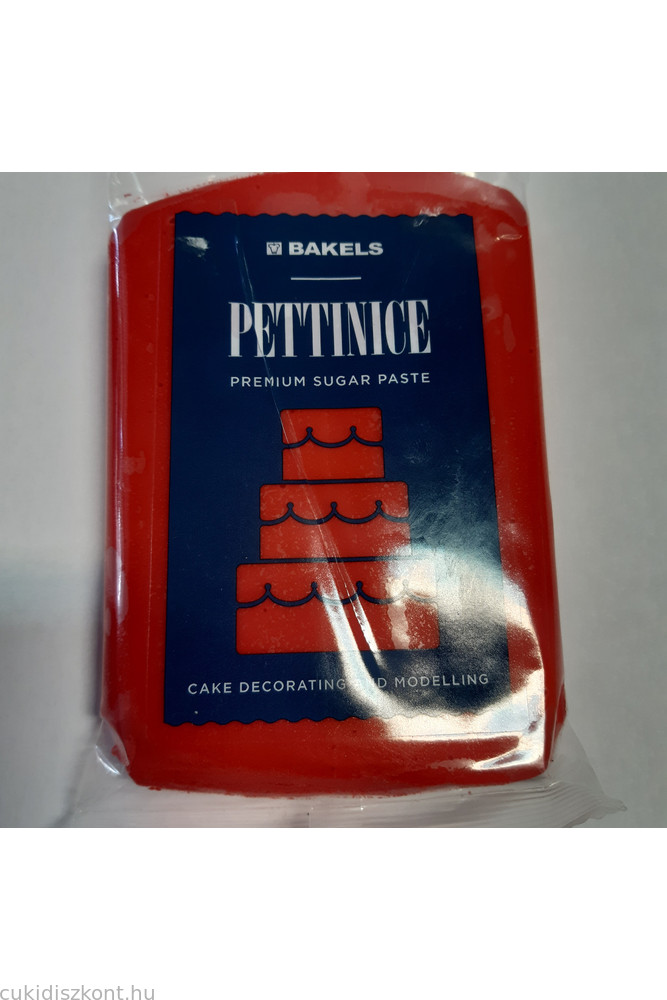 BAKELS
PETTINICE
PREMIUM SUGAR PASTE
CAKE DECORATING AND MODELLING
cukidiszkont.hu